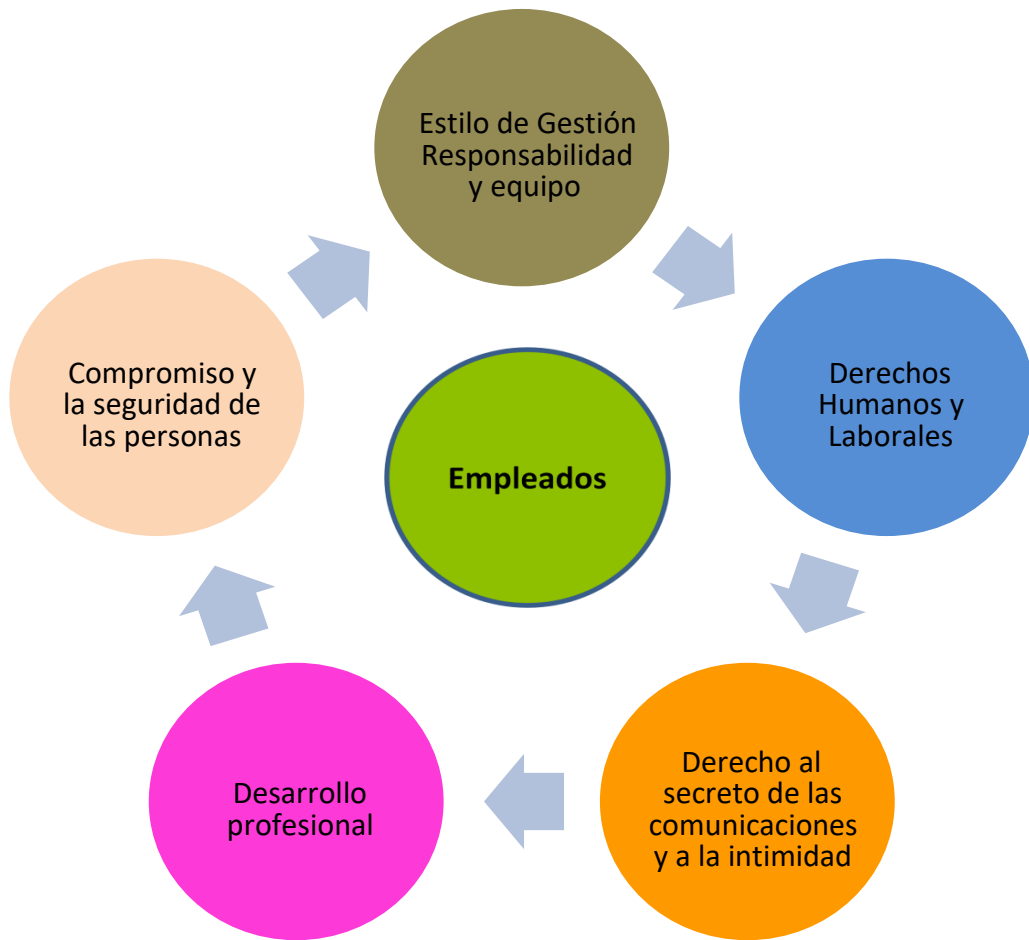 Estilo de Gestión
Responsabilidad
y equipo
Derechos
Humanos y
Laborales
Derecho al
secreto de las
comunicaciones
y a la intimidad
Desarrollo
profesional
Compromiso y
la seguridad de
las personas
Empleados